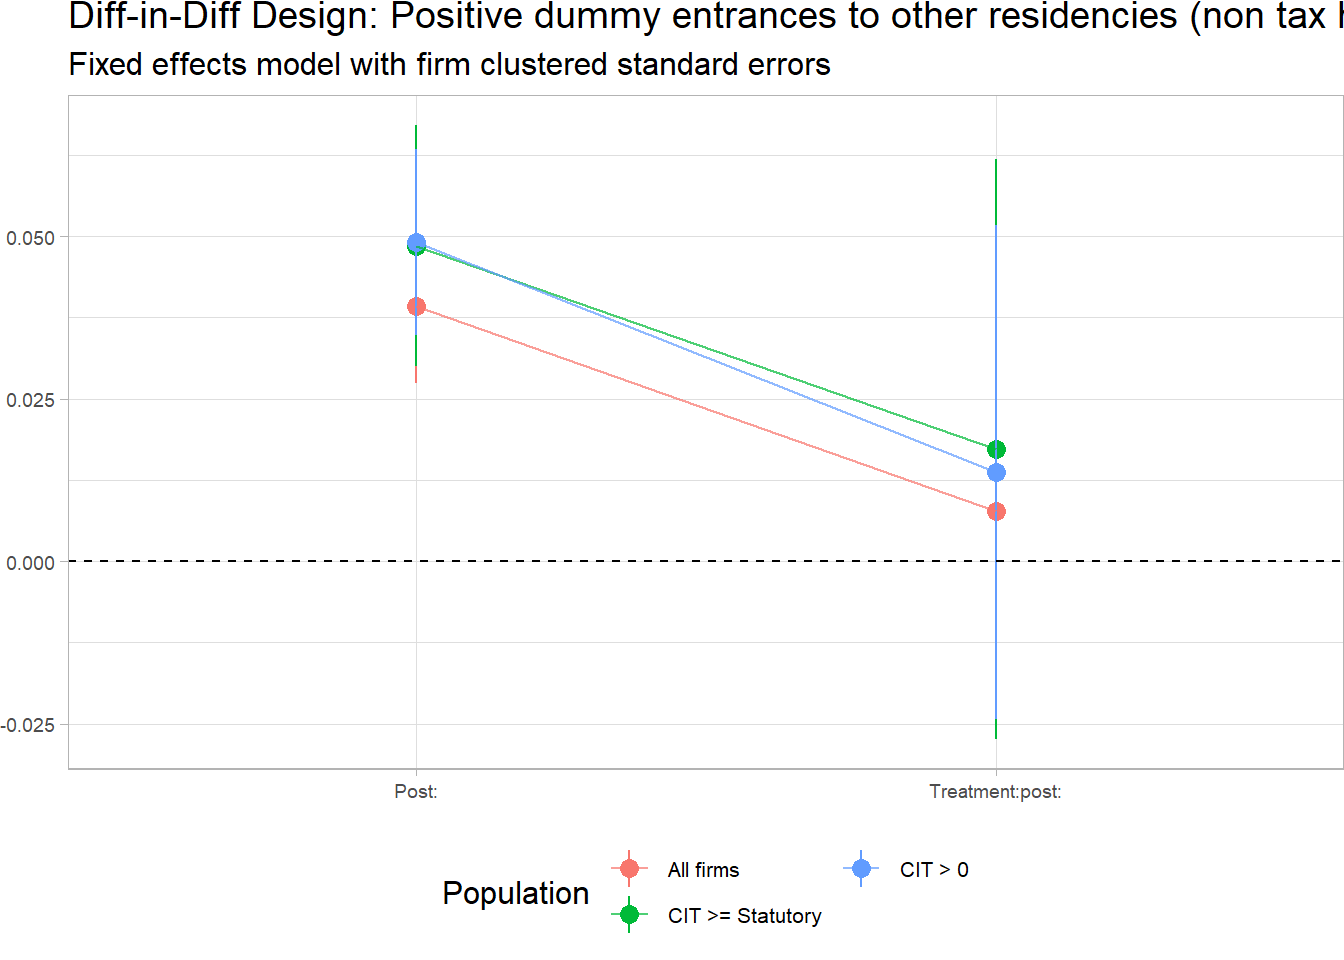 Diff-in-Diff Design: Positive dummy entrances to other residencies (non tax
Fixed effects model with firm clustered standard errors
0.050
0.025
0.000
-0.025
Post:
Treatment:post:
Population
All firms
CIT > 0
CIT >= Statutory